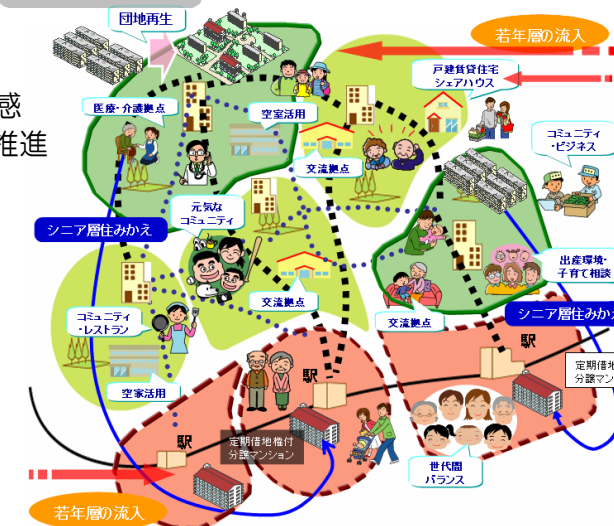 団地再生
若年層の流入
感
推進
戸建賃貸住宅
シェアハウス
医療・介護拠点
空室活用
コミュニティ
・ビジネス
交流拠点
元気な
コミュニティ
シニア層住みかえ
出産環境・
子育て相談
交流拠点
交流拠点
コミュニティ
・レストラン
シニア層住みかえ
駅
駅
定期借地
分譲マン
空家活用
駅
定期借地権付
分譲マンション
世代間
バランス
若年層の流入